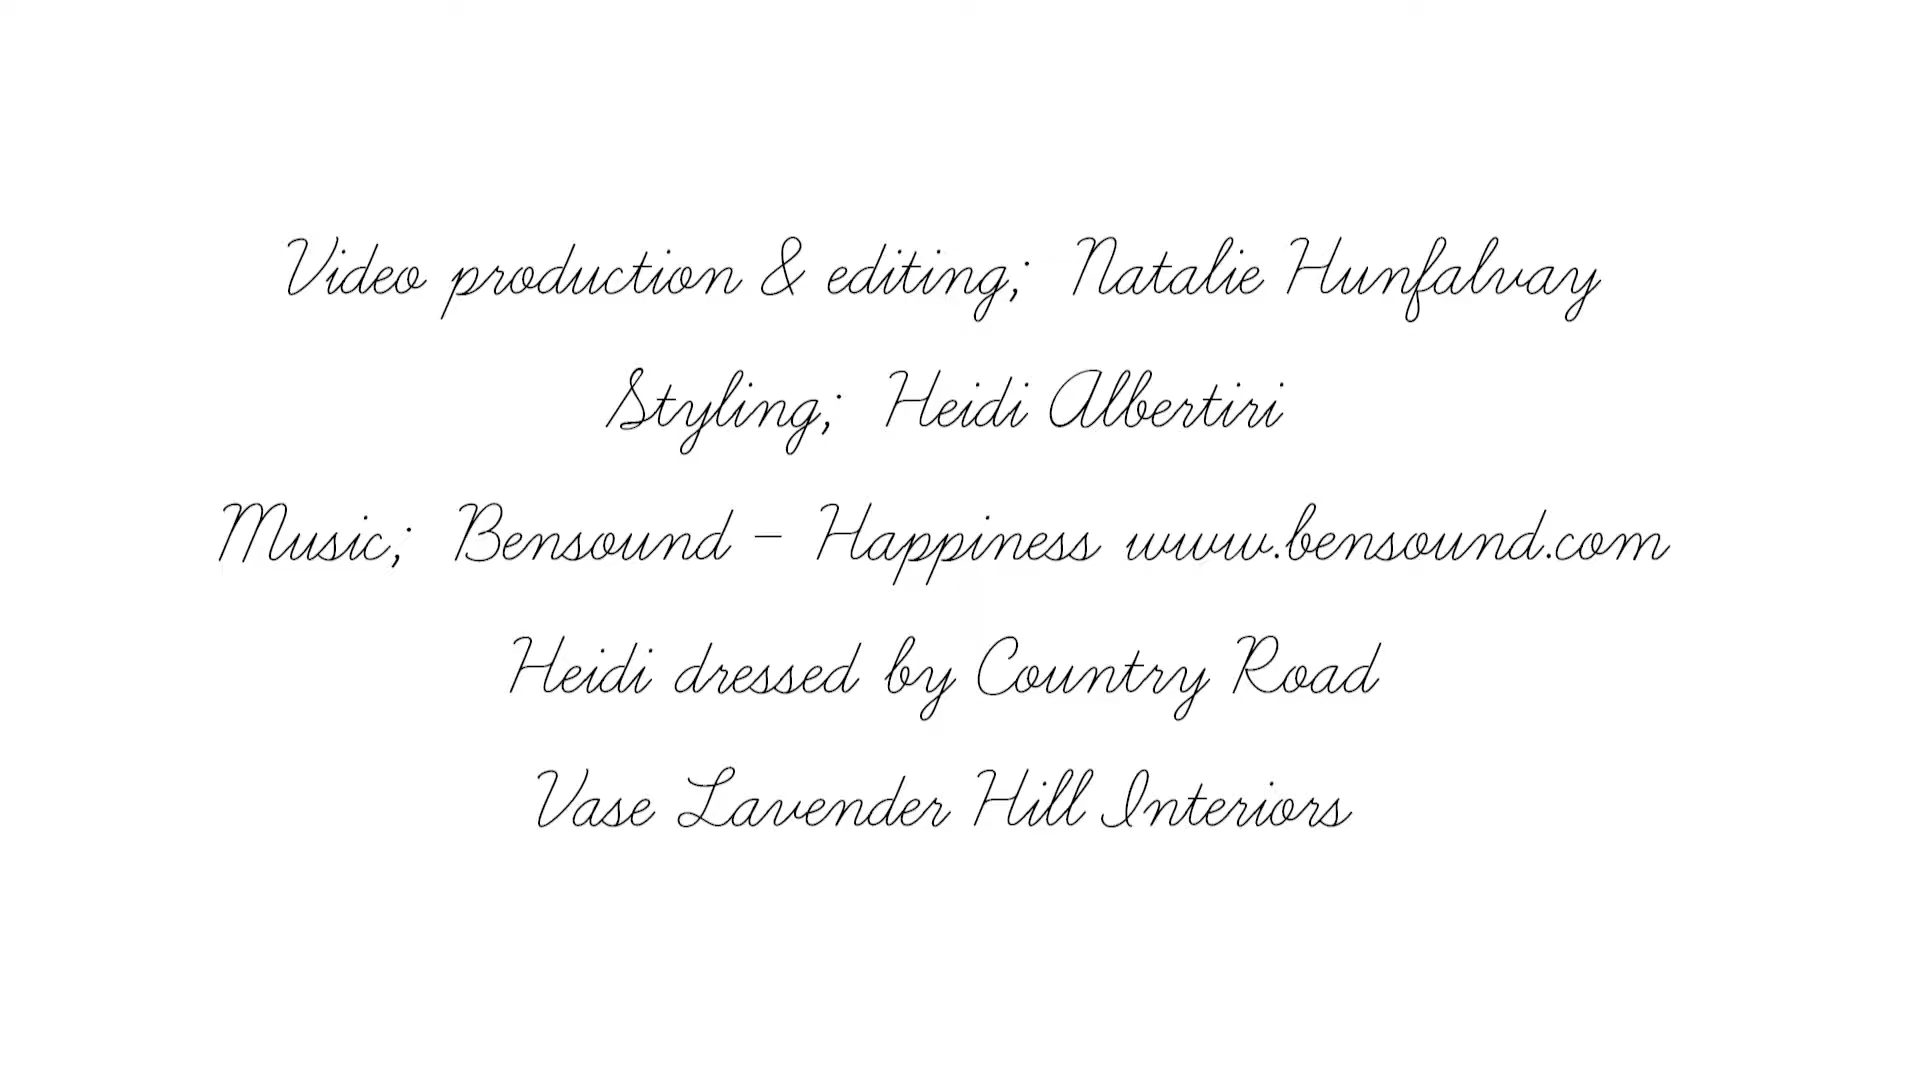 Video production & editing; Natalie Hunfalvay
Styling; Heidi Albertiri
Music; Bensound - Happiness www.bensound.com
Heidi dressed by Country Road
Vase Lavender Hill Interiors